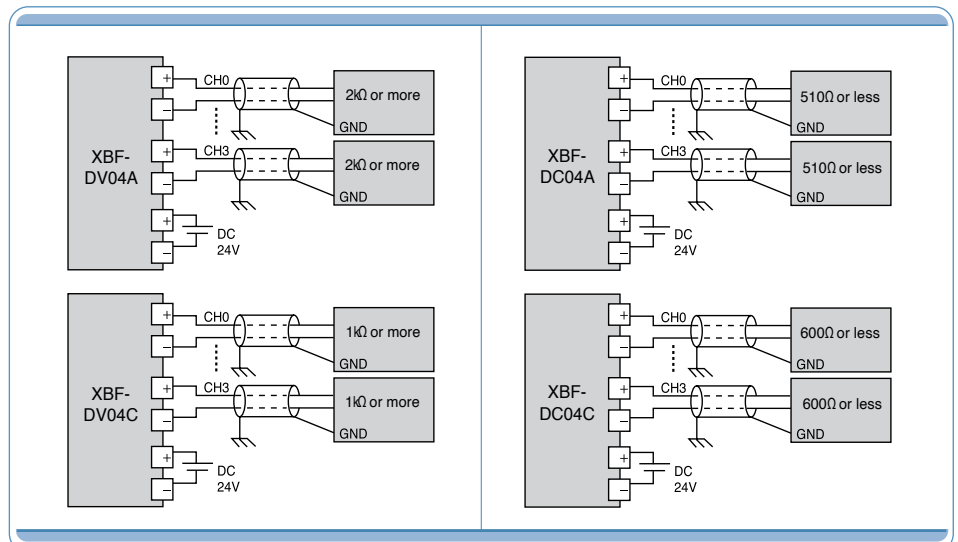 XBF-
DV04A
+
CH0
−
2kΩ or more
GND
+
CH3
−
2kΩ or more
GND
+
−
DC
24V
XBF-
DC04A
+
CH0
−
510Ω or less
GND
+
CH3
−
510Ω or less
GND
+
−
DC
24V
XBF-
DV04C
+
CH0
−
1kΩ or more
GND
+
CH3
−
1kΩ or more
GND
+
−
DC
24V
XBF-
DC04C
+
CH0
−
600Ω or less
GND
+
CH3
−
600Ω or less
GND
+
−
DC
24V